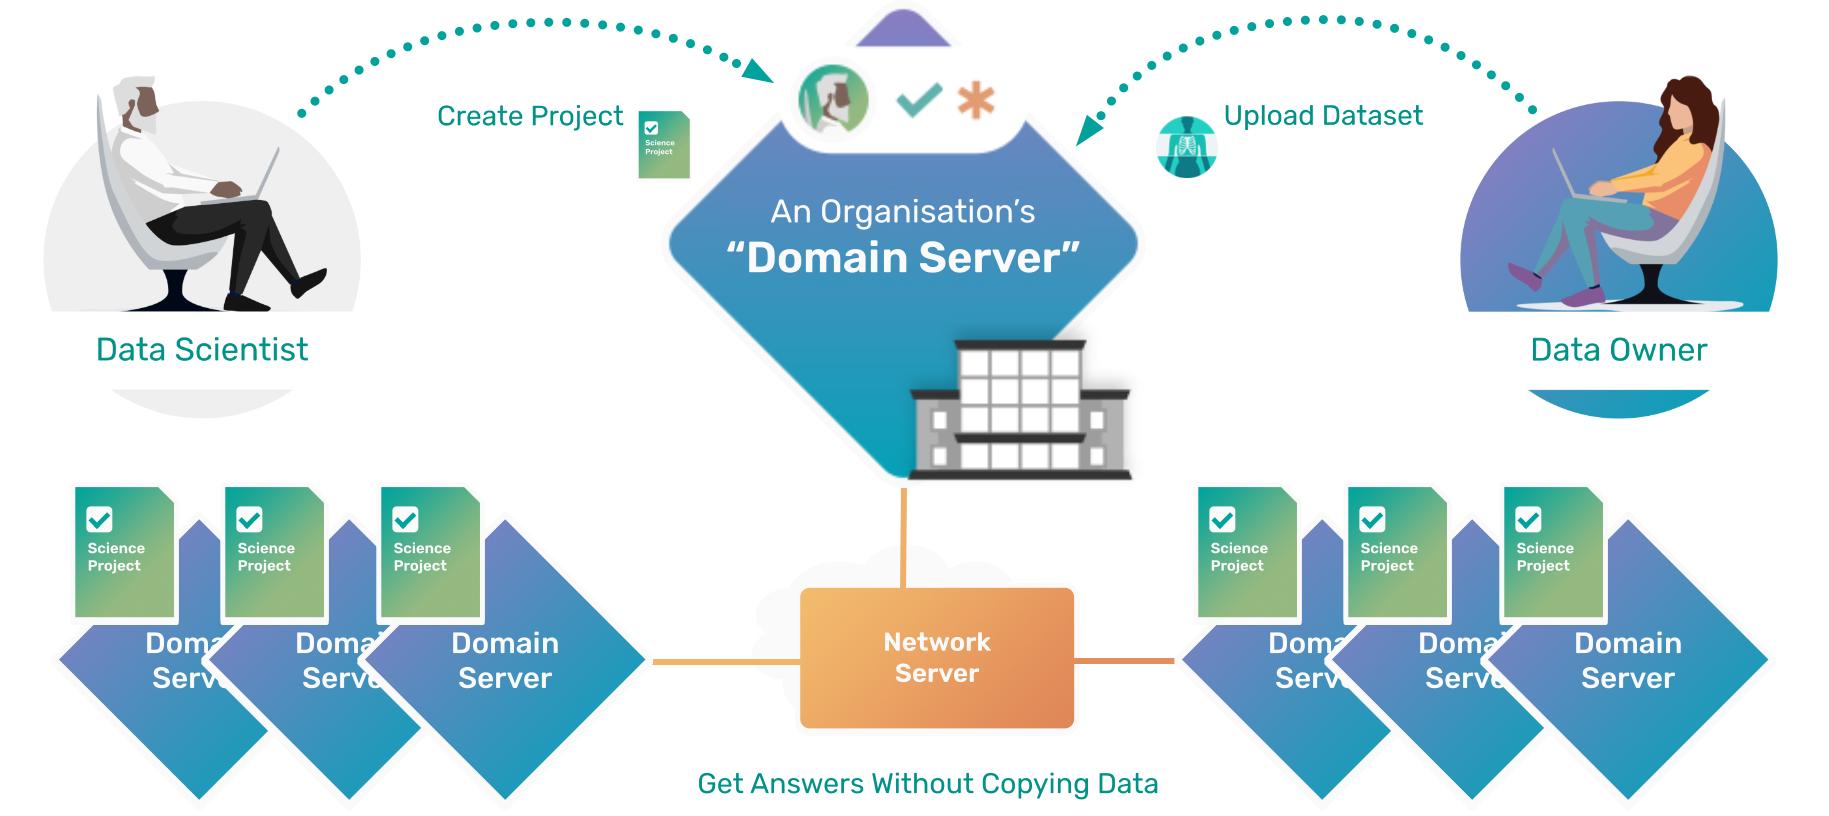 Create Project
Science
Project
Upload Dataset
An Organisation’s
“Domain Server”
Data Scientist
Data Owner
Science
Project
Science
Project
Science
Project
Science
Project
Science
Project
Science
Project
Doma
Serv
Domai
Serve
Domain
Server
Network
Server
Doma
Serv
Domai
Serve
Domain
Server
Get Answers Without Copying Data